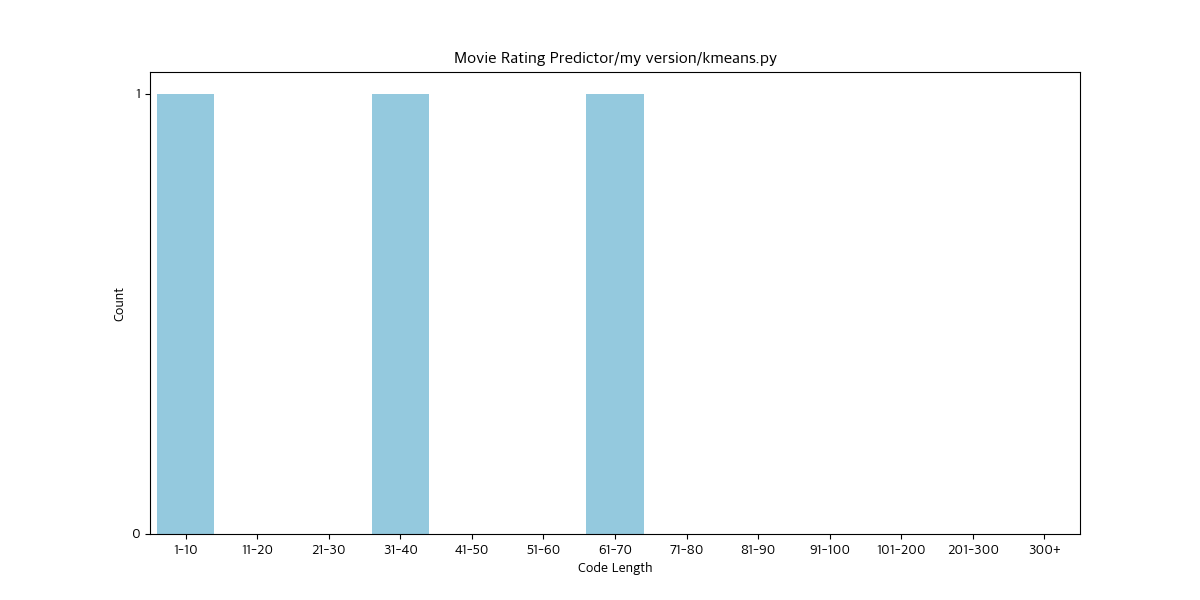 Movie Rating Predictor/my version/kmeans.py
1
Count
0
1-10 11-20 21-30 31-40 41-50 51-60 61-70 71-80 81-90 91-100 101-200 201-300 300+
Code Length